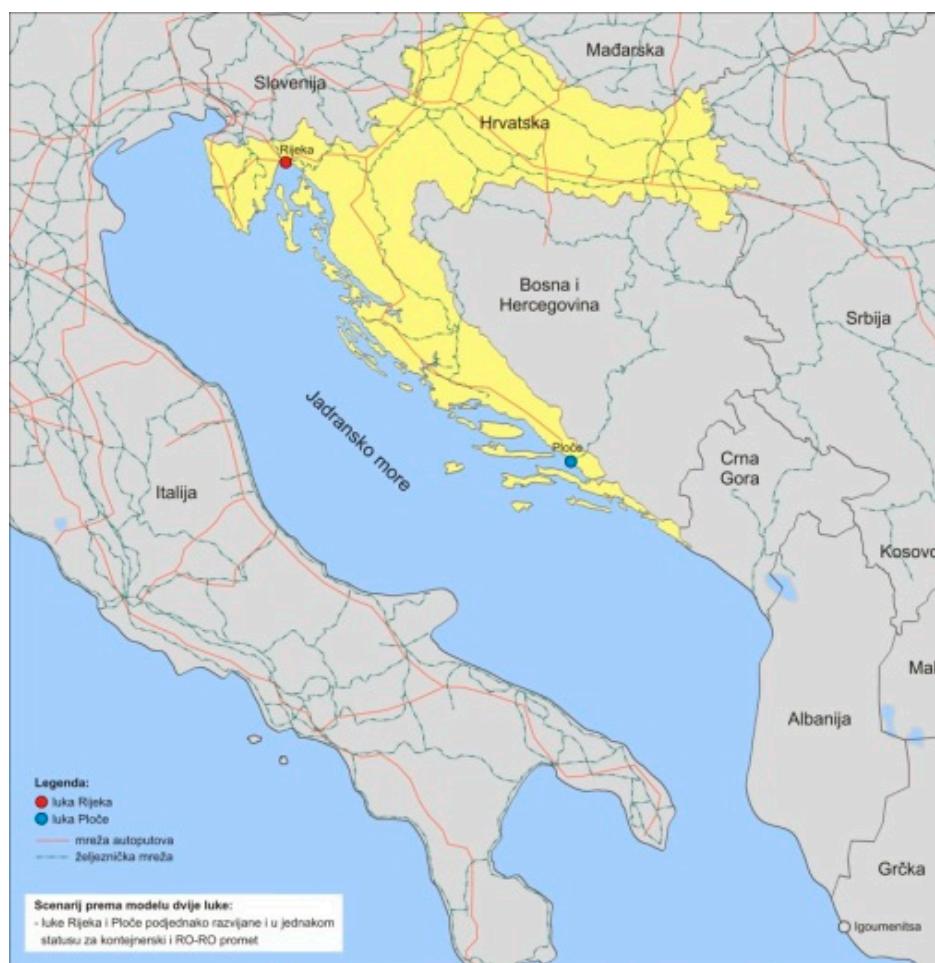 Mađarska
Slovenija
Hrvatska
Rijeka
Bosna i
Hercegovina
Srbija
Jadransko more
Ploče
Crna
Gora
Italija
Kosovo
Mal
Albanija
Legenda:
luka Rijeka
luka Ploče
mreža autoputova
željeznička mreža
Grčka
Scenarij prema modelu dvije luke:
- luke Rijeka i Ploče podjednako razvijane i u jednakom
statusu za kontejnerski i RO-RO promet
Igoumenitsa